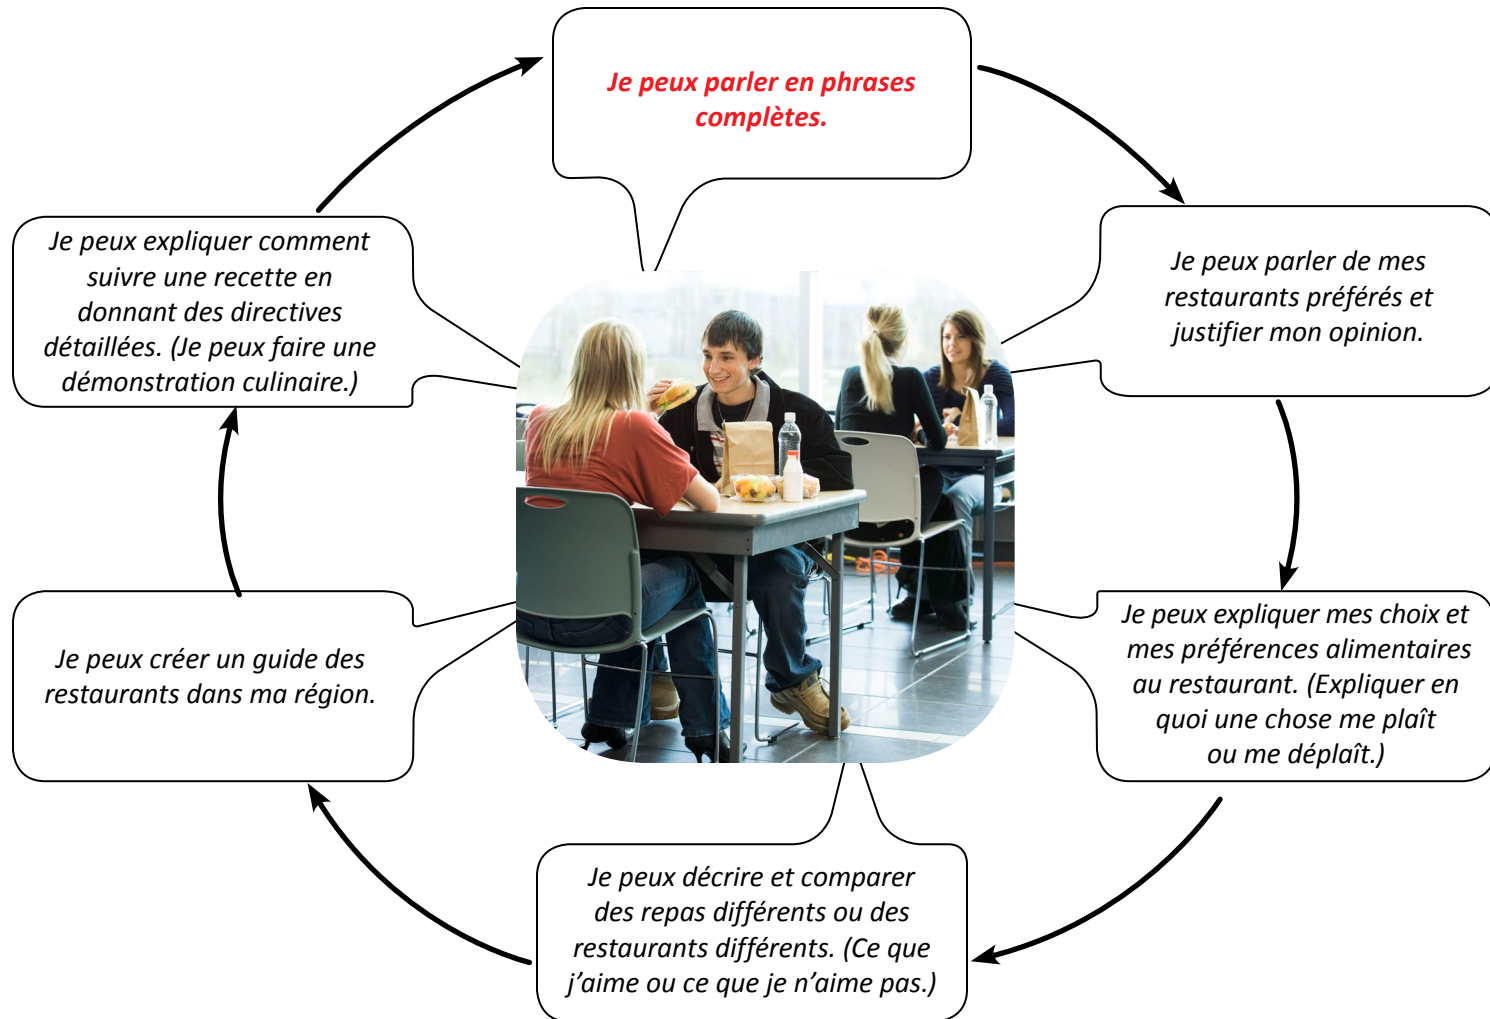 Je peux parler en phrases
complètes.
Je peux parler de mes
restaurants préférés et
justifier mon opinion.
Je peux expliquer mes choix et
mes préférences alimentaires
au restaurant. (Expliquer en
quoi une chose me plaît
ou me déplaît.)
Je peux décrire et comparer
des repas différents ou des
restaurants différents. (Ce que
j’aime ou ce que je n’aime pas.)
Je peux créer un guide des
restaurants dans ma région.
Je peux expliquer comment
suivre une recette en
donnant des directives
détaillées. (Je peux faire une
démonstration culinaire.)